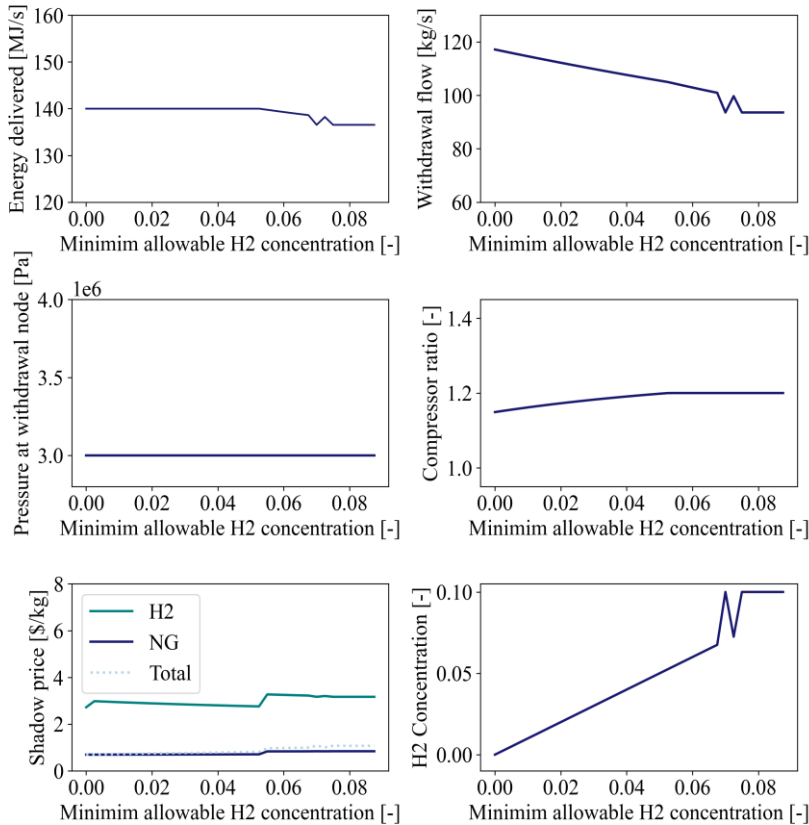 Energy delivered [MJ/s]
160
150
140
130
120
0.00 0.02 0.04 0.06 0.08
Minimim allowable H2 concentration [-]
Withdrawal flow [kg/s]
120
100
80
60
0.00 0.02 0.04 0.06 0.08
Minimim allowable H2 concentration [-]
Pressure at withdrawal node [Pa]
1e6
4.0
3.5
3.0
0.00 0.02 0.04 0.06 0.08
Minimim allowable H2 concentration [-]
Compressor ratio [-]
1.4
1.2
1.0
0.00 0.02 0.04 0.06 0.08
Minimim allowable H2 concentration [-]
Shadow price [$/kg]
8
6
4
2
0
H2
NG
Total
0.00 0.02 0.04 0.06 0.08
Minimim allowable H2 concentration [-]
H2 Concentration [-]
0.10
0.05
0.00
0.00 0.02 0.04 0.06 0.08
Minimim allowable H2 concentration [-]